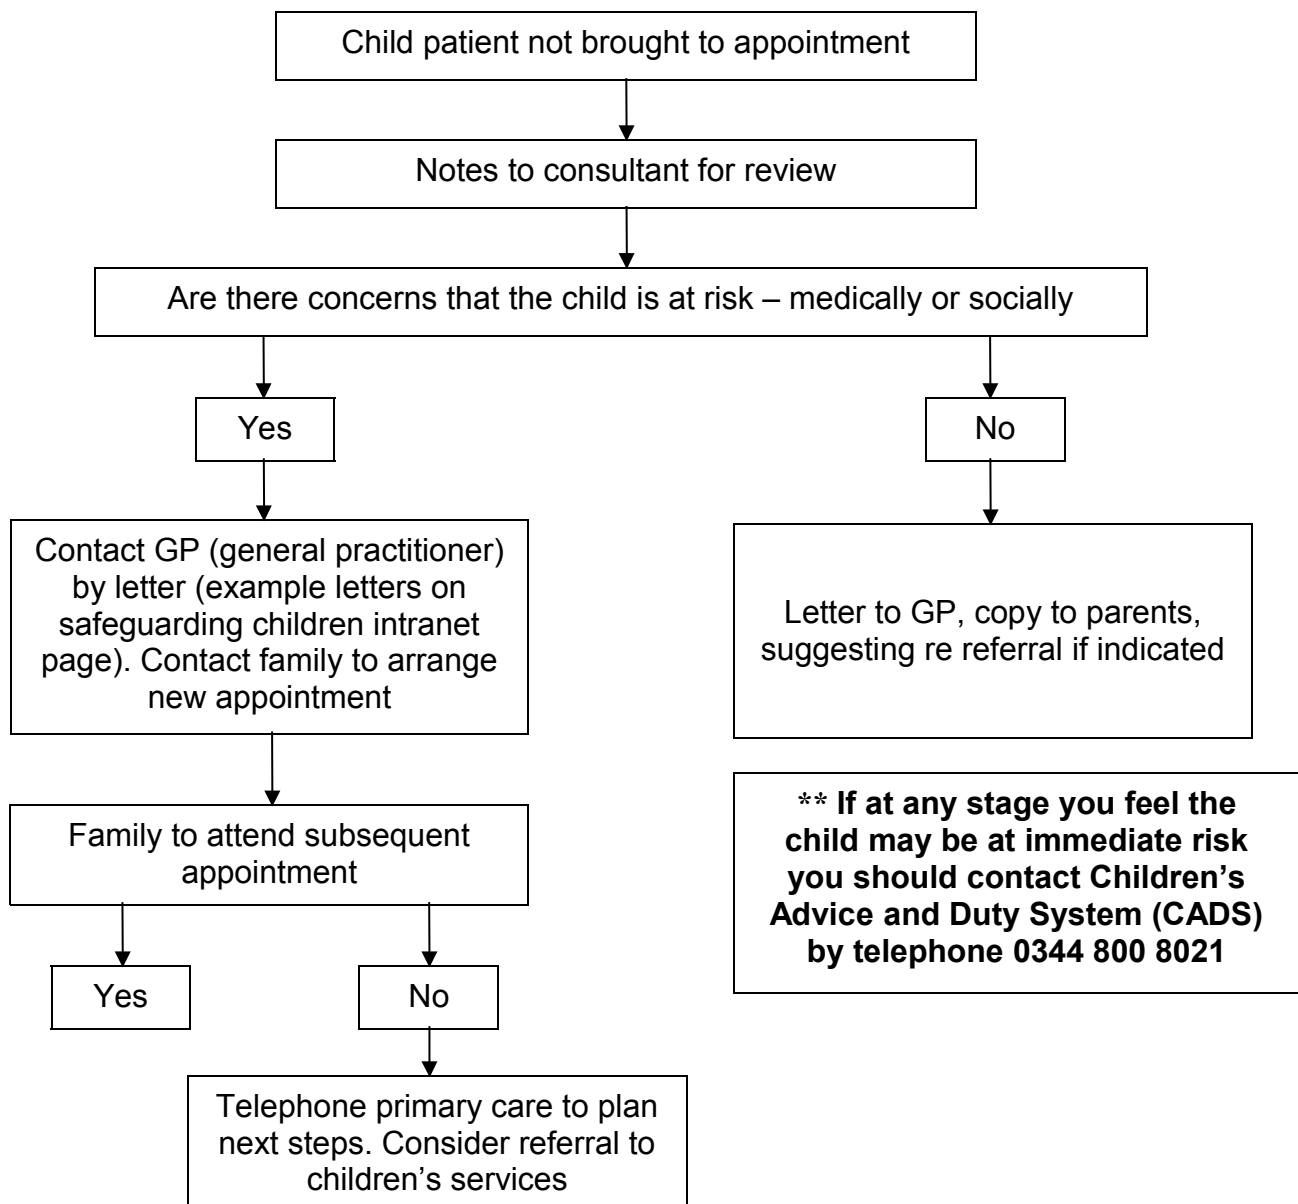 Child patient not brought to appointment
Notes to consultant for review
Are there concerns that the child is at risk – medically or socially
Yes
No
Contact GP (general practitioner)
by letter (example letters on
safeguarding children intranet
page). Contact family to arrange
new appointment
Letter to GP, copy to parents,
suggesting re referral if indicated
** If at any stage you feel the
child may be at immediate risk
you should contact Children’s
Advice and Duty System (CADS)
by telephone 0344 800 8021
Family to attend subsequent
appointment
Yes
No
Telephone primary care to plan
next steps. Consider referral to
children’s services